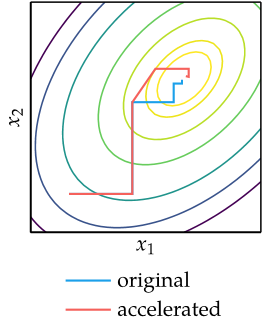 x₂
x₁
original
accelerated